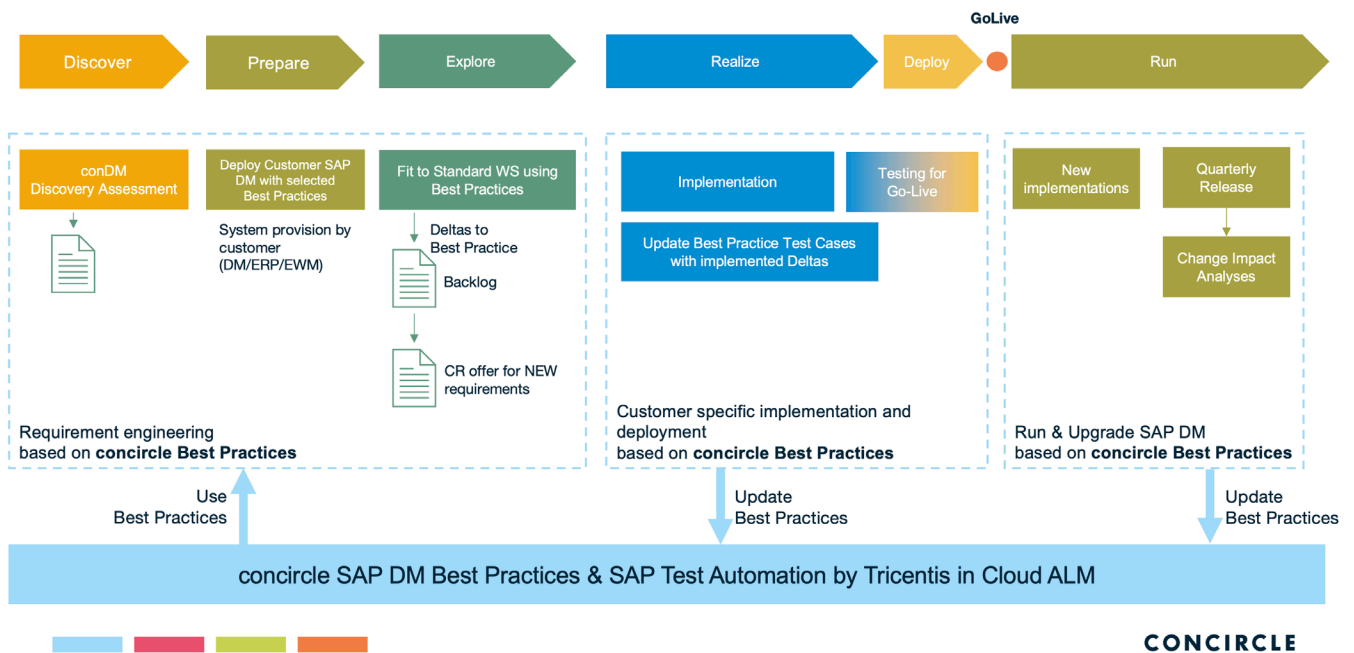 GoLive
Discover
Prepare
Explore
Realize
Deploy
Run
conDM
Discovery Assessment
Deploy Customer SAP
DM with selected
Best Practices
System provision by
customer
(DM/ERP/EWM)
Fit to Standard WS using
Best Practices
Deltas to
Best Practice
Backlog
CR offer for NEW
requirements
Requirement engineering
based on concircle Best Practices
Implementation
Testing for
Go-Live
Update Best Practice Test Cases
with implemented Deltas
Customer specific implementation and
deployment
based on concircle Best Practices
New
implementations
Quarterly
Release
Change Impact
Analyses
Run & Upgrade SAP DM
based on concircle Best Practices
Use
Best Practices
Update
Best Practices
Update
Best Practices
concircle SAP DM Best Practices & SAP Test Automation by Tricentis in Cloud ALM
CONCIRCLE